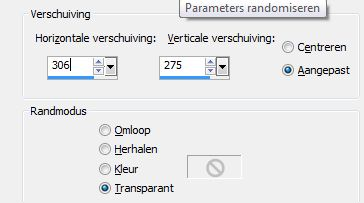 Parameters randomiseren
Verschuiving
Horizontale verschuiving: Verticale verschuiving:
306 275
Centreren
Aangepast
Randmodus
Omloop
Herhalen
Kleur
Transparant